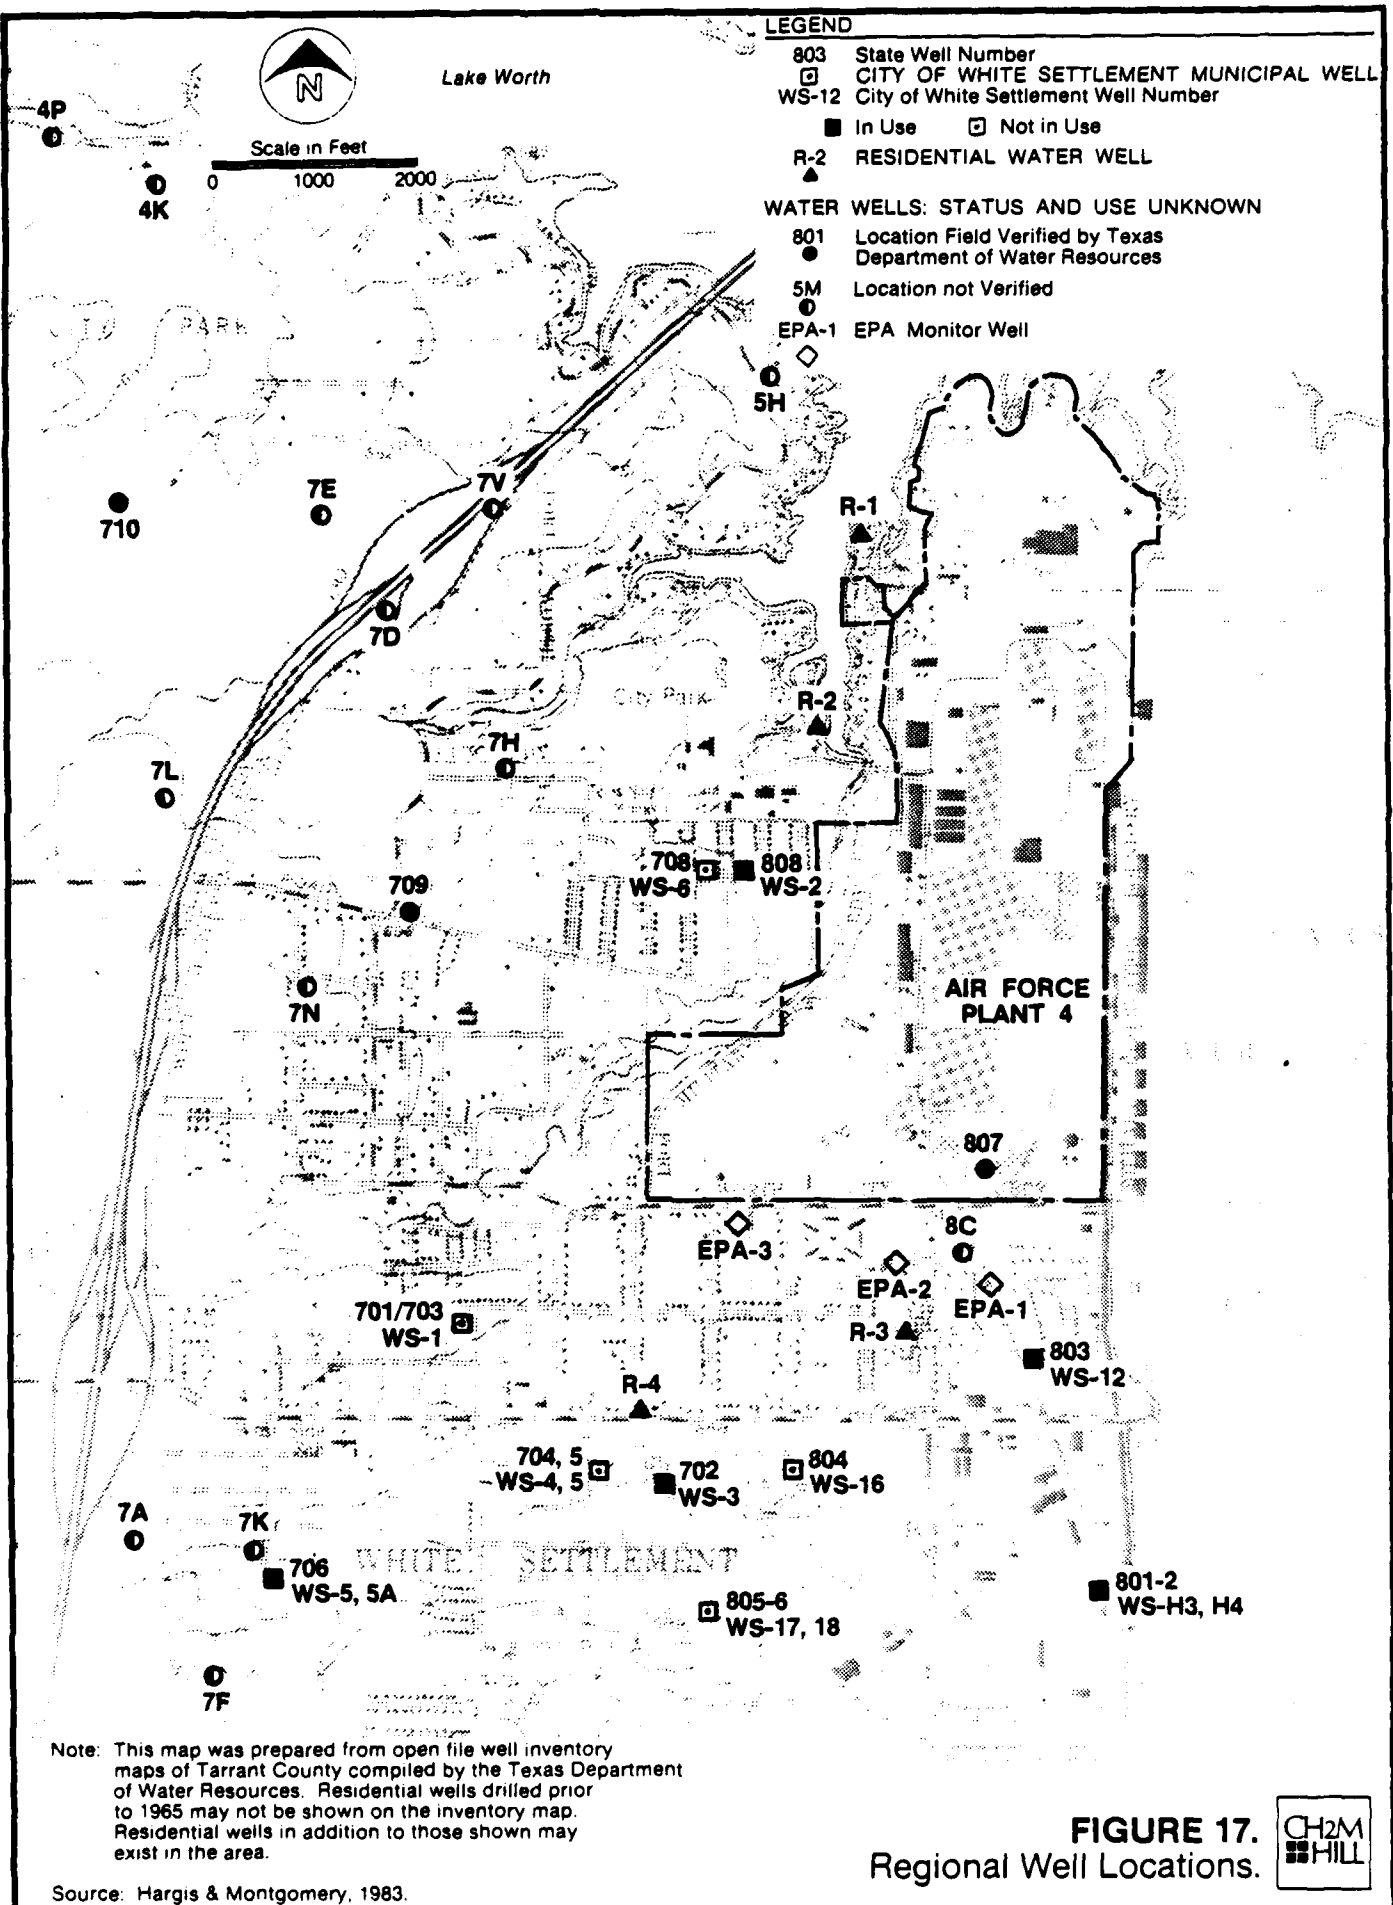 LEGEND
803 State Well Number
CITY OF WHITE SETTLEMENT MUNICIPAL WELL
WS-12 City of White Settlement Well Number
In Use Not in Use
R-2 RESIDENTIAL WATER WELL
WATER WELLS: STATUS AND USE UNKNOWN
801 Location Field Verified by Texas
Department of Water Resources
5M Location not Verified
EPA-1 EPA Monitor Well
N
Lake Worth
Scale in Feet
0 1000 2000
4P
4K
CITY PARK
5H
7V
7E
710
R-1
7D
City Park
R-2
7H
7L
708
WS-6
808
WS-2
709
7N
AIR FORCE
PLANT 4
807
EPA-3
8C
EPA-2
EPA-1
701/703
WS-1
R-3
803
WS-12
R-4
704, 5
WS-4, 5
702
WS-3
804
WS-16
7A
7K
WHITE SETTLEMENT
706
WS-5, 5A
805-6
WS-17, 18
801-2
WS-H3, H4
7F
Note: This map was prepared from open file well inventory
maps of Tarrant County compiled by the Texas Department
of Water Resources. Residential wells drilled prior
to 1965 may not be shown on the inventory map.
Residential wells in addition to those shown may
exist in the area.
Source: Hargis & Montgomery, 1983.
FIGURE 17.
Regional Well Locations.
CH2M
HILL